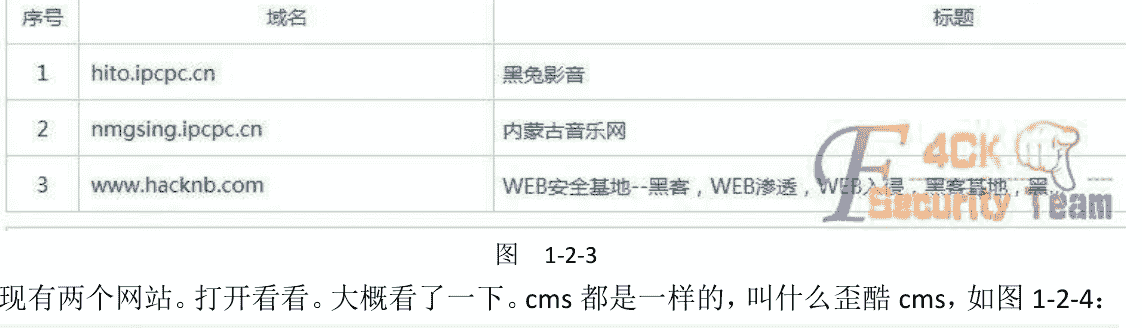 序号 域名 标题
1 hito.ipcpc.cn 黑兔影音
2 nmgsing.ipcpc.cn 内蒙古音乐网
3 www.hacknb.com WEB安全基地--黑客，WEB渗透，WEB入侵，黑客基地，黑...
F4CK
Security Team
图 1-2-3
现有两个网站。打开看看。大概看了一下。cms 都是一样的，叫什么歪酷 cms，如图 1-2-4：